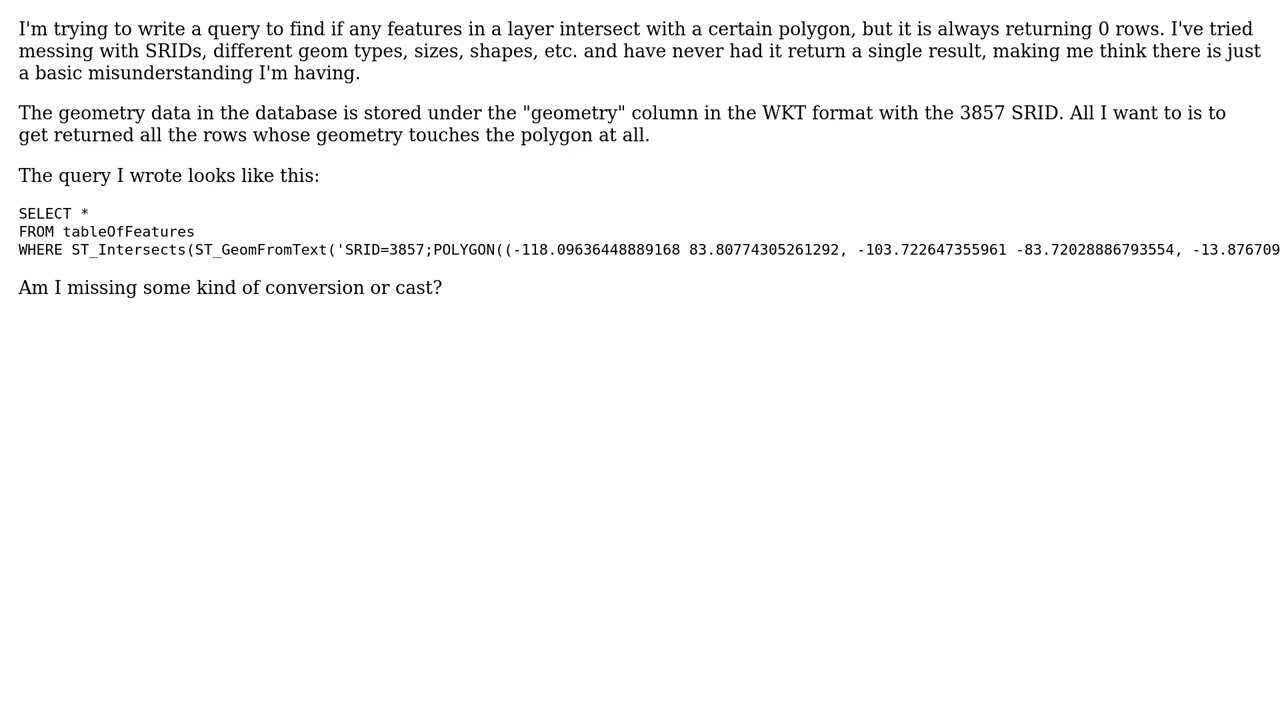 I'm trying to write a query to find if any features in a layer intersect with a certain polygon, but it is always returning 0 rows. I've tried
messing with SRIDs, different geom types, sizes, shapes, etc. and have never had it return a single result, making me think there is just
a basic misunderstanding I'm having.
The geometry data in the database is stored under the "geometry" column in the WKT format with the 3857 SRID. All I want to is to
get returned all the rows whose geometry touches the polygon at all.
The query I wrote looks like this:
SELECT *
FROM tableOfFeatures
WHERE ST_Intersects(ST_GeomFromText('SRID=3857;POLYGON((-118.09636448889168 83.80774305261292, -103.722647355961 -83.72028886793554, -13.876709
Am I missing some kind of conversion or cast?